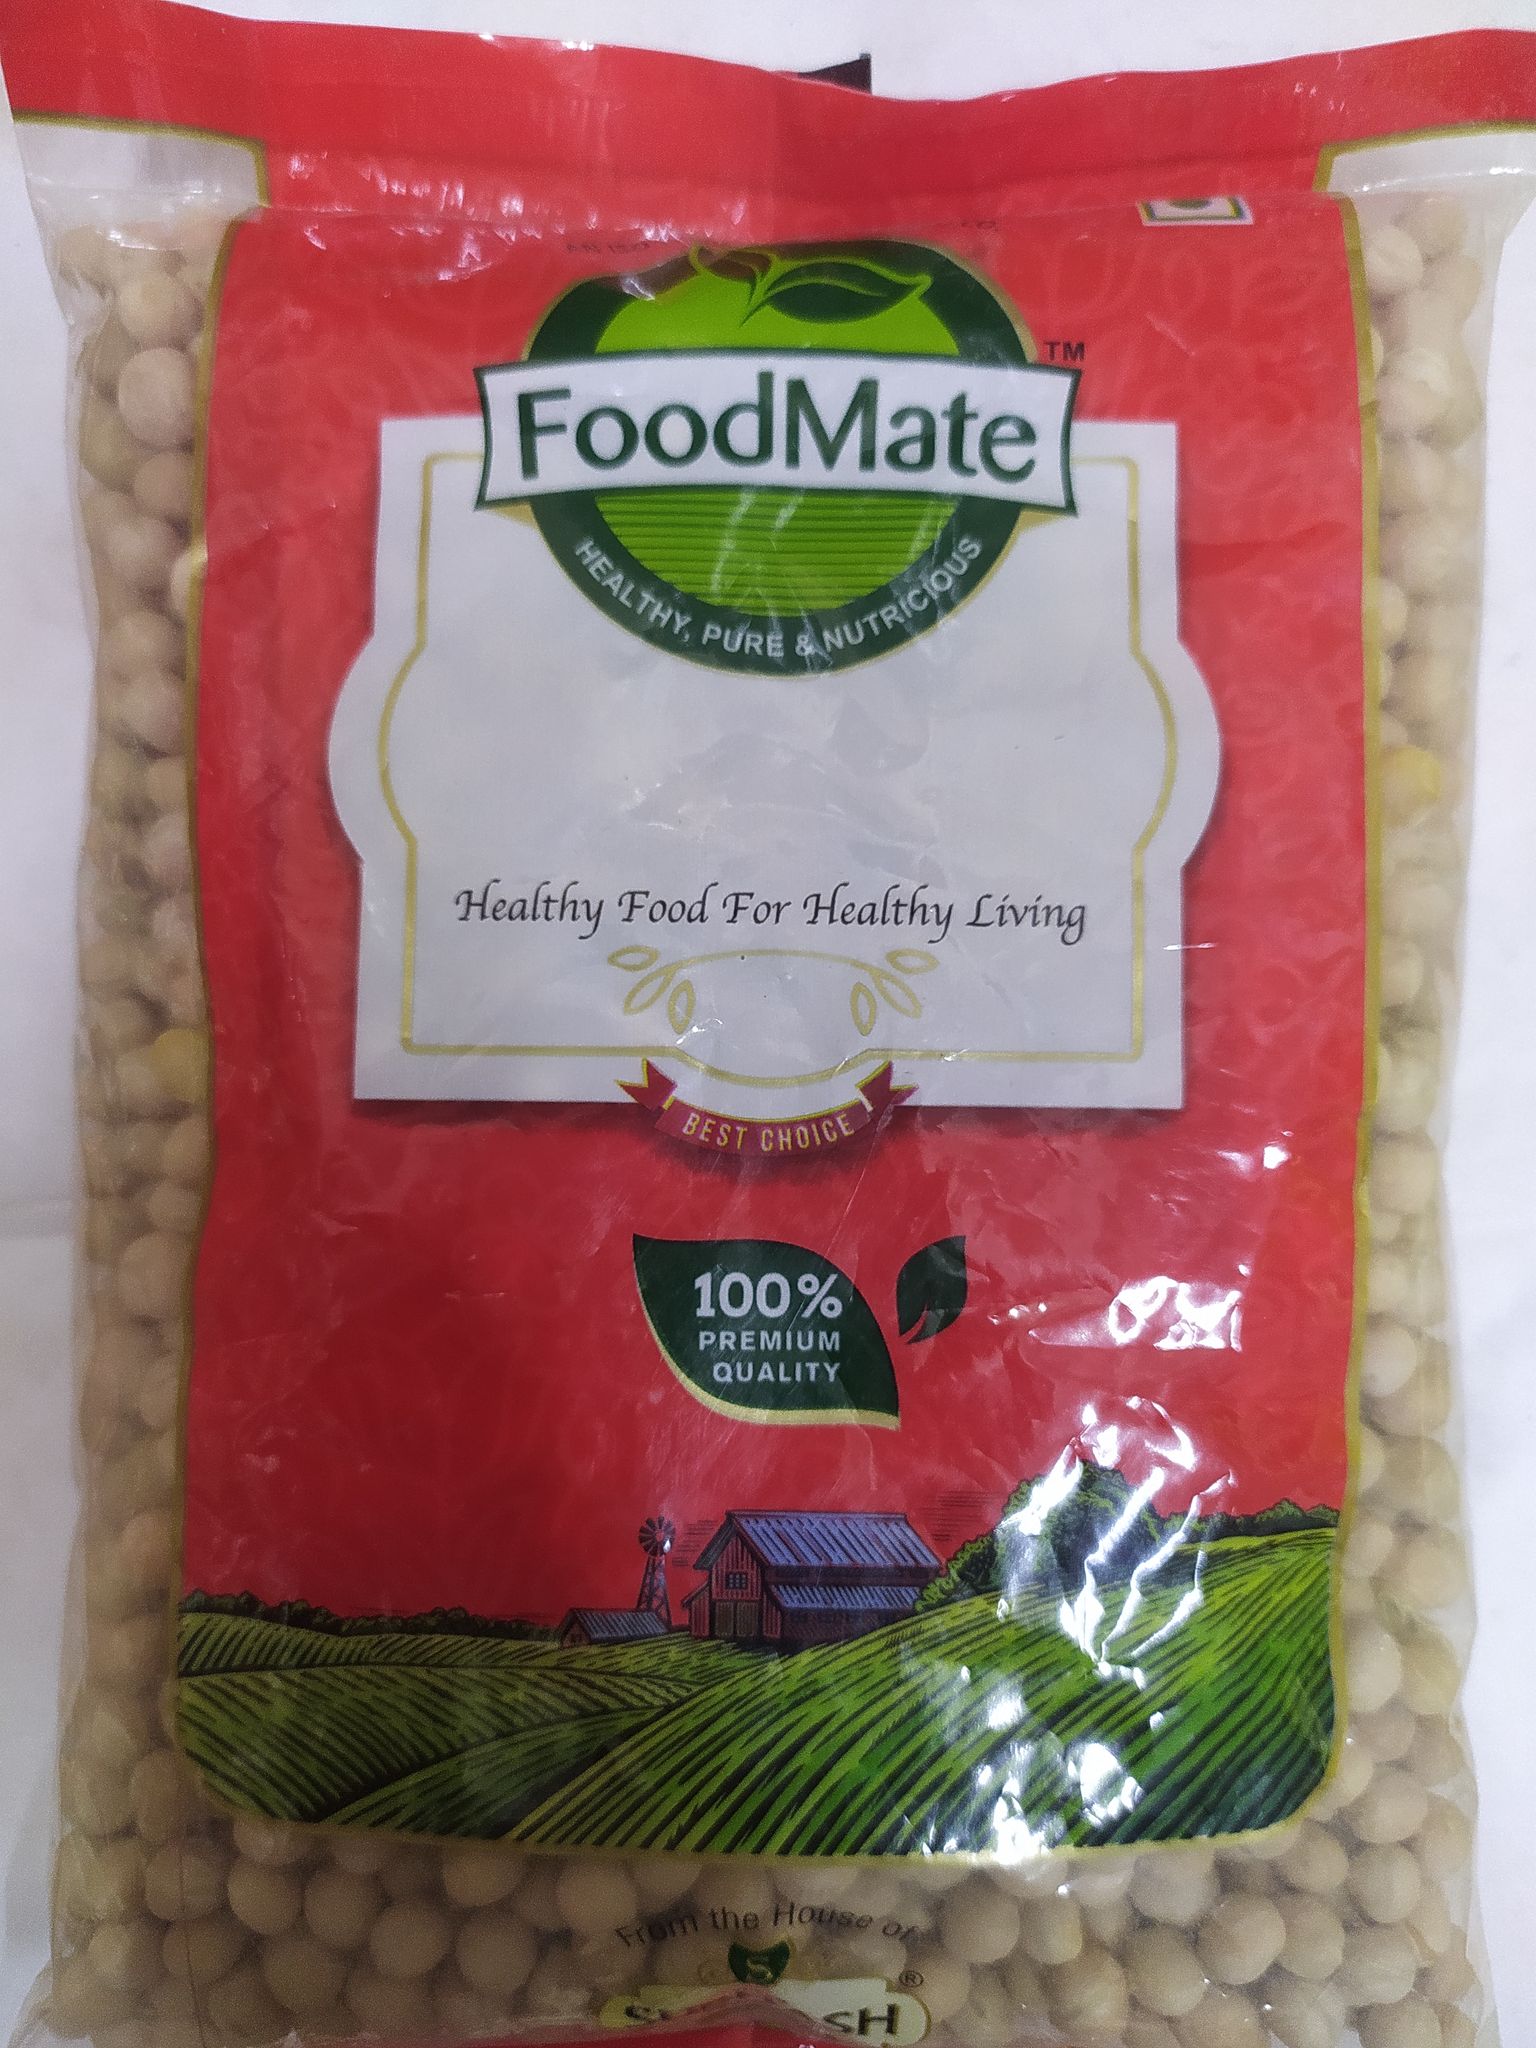 TM
FoodMate
HEALTHY, PURE & NUTRICIOUS
Healthy Food For Healthy Living
BEST CHOICE
100%
PREMIUM
QUALITY
From the House of
S
®